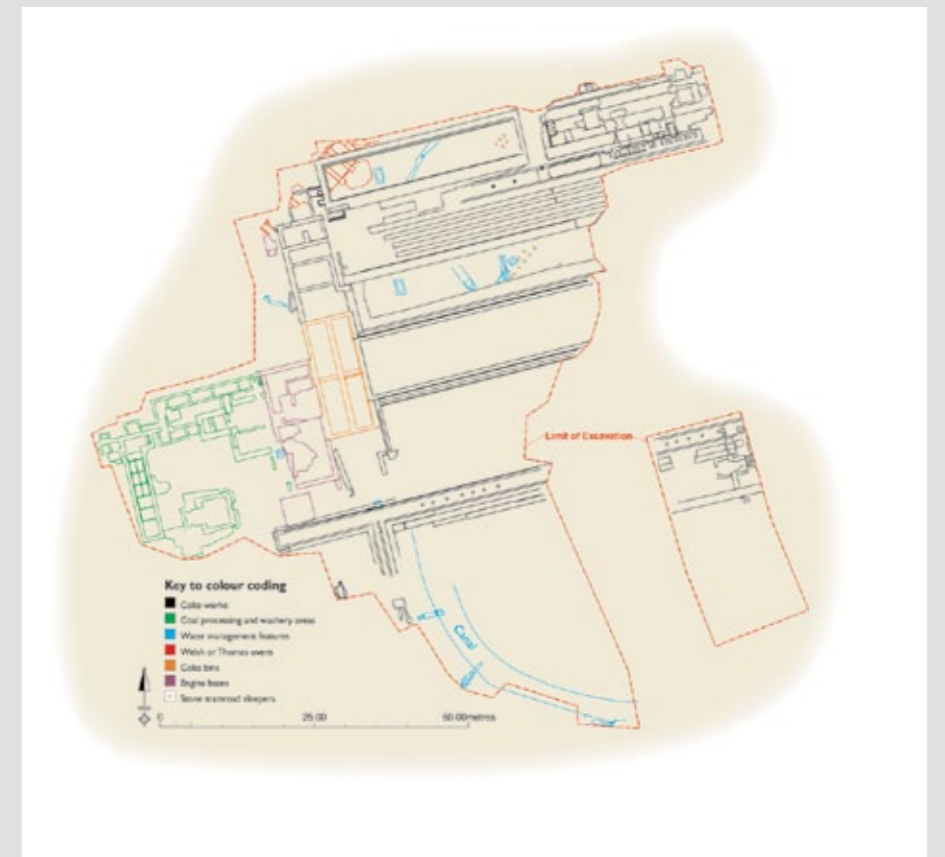 Limit of Excavation
Canal
Key to colour coding
Coke works
Coal processing and washery areas
Water management features
Welsh or Thomas ovens
Coke bins
Engine bases
Stone tramroad sleepers
0 25.00 50.00metres